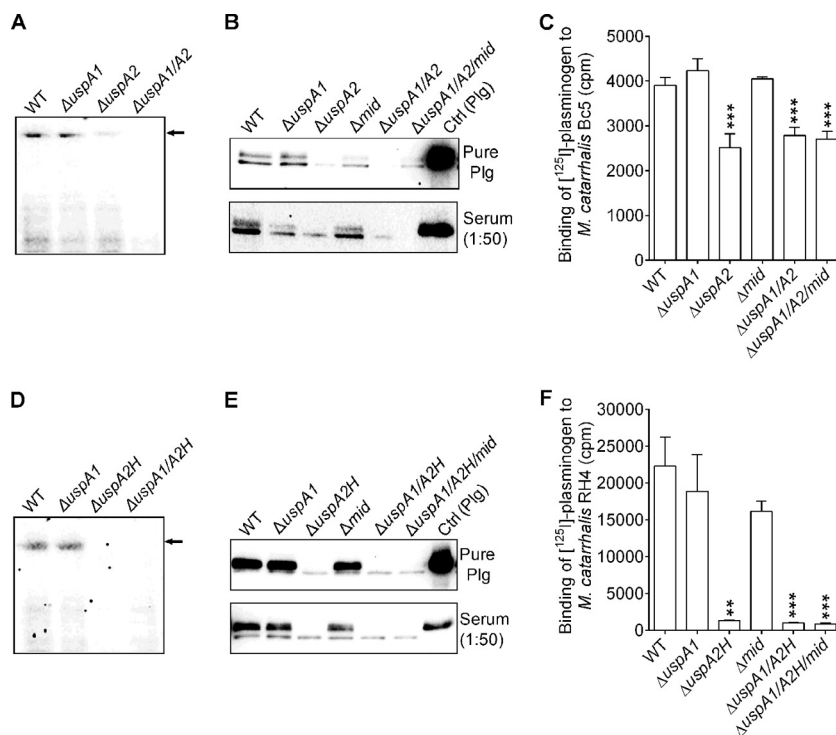 A
WT
ΔuspA1
ΔuspA2
ΔuspA1/A2
B
WT
ΔuspA1
ΔuspA2
Δmid
ΔuspA1/A2
ΔuspA1/A2/mid
Ctrl (Plg)
Pure
Plg
Serum
(1:50)
C
Binding of [125I]-plasminogen to
M. catarrhalis Bc5 (cpm)
5000
4000
3000
2000
1000
0
***
***
***
WT
ΔuspA1
ΔuspA2
Δmid
ΔuspA1/A2
ΔuspA1/A2/mid
D
WT
ΔuspA1
ΔuspA2H
ΔuspA1/A2H
E
WT
ΔuspA1
ΔuspA2H
Δmid
ΔuspA1/A2H
ΔuspA1/A2H/mid
Ctrl (Plg)
Pure
Plg
Serum
(1:50)
F
Binding of [125I]-plasminogen to
M. catarrhalis RH4 (cpm)
30000
25000
20000
15000
10000
5000
0
**
***
***
WT
ΔuspA1
ΔuspA2H
Δmid
ΔuspA1/A2H
ΔuspA1/A2H/mid